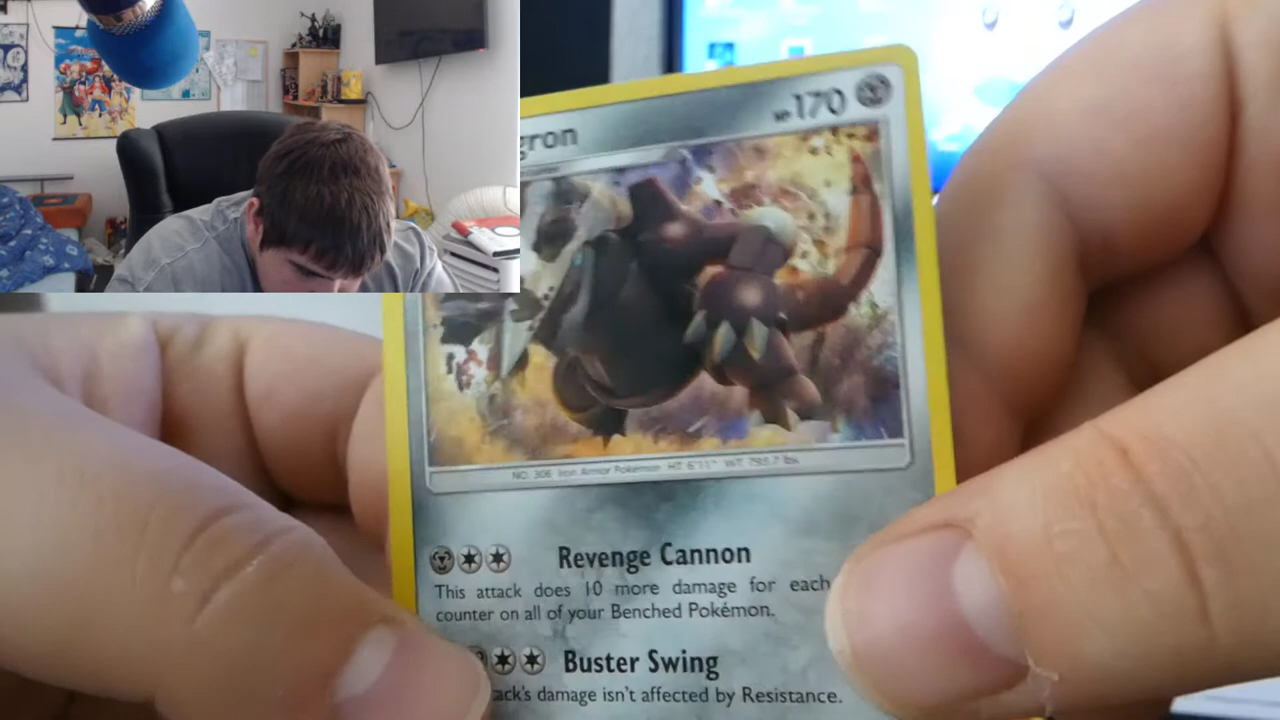 gron
HP 170
NO. 306 Iron Armor Pokémon HT 6'11" WT 793.7 lbs
Revenge Cannon
This attack does 10 more damage for each
counter on all of your Benched Pokémon.
Buster Swing
ack's damage isn't affected by Resistance.